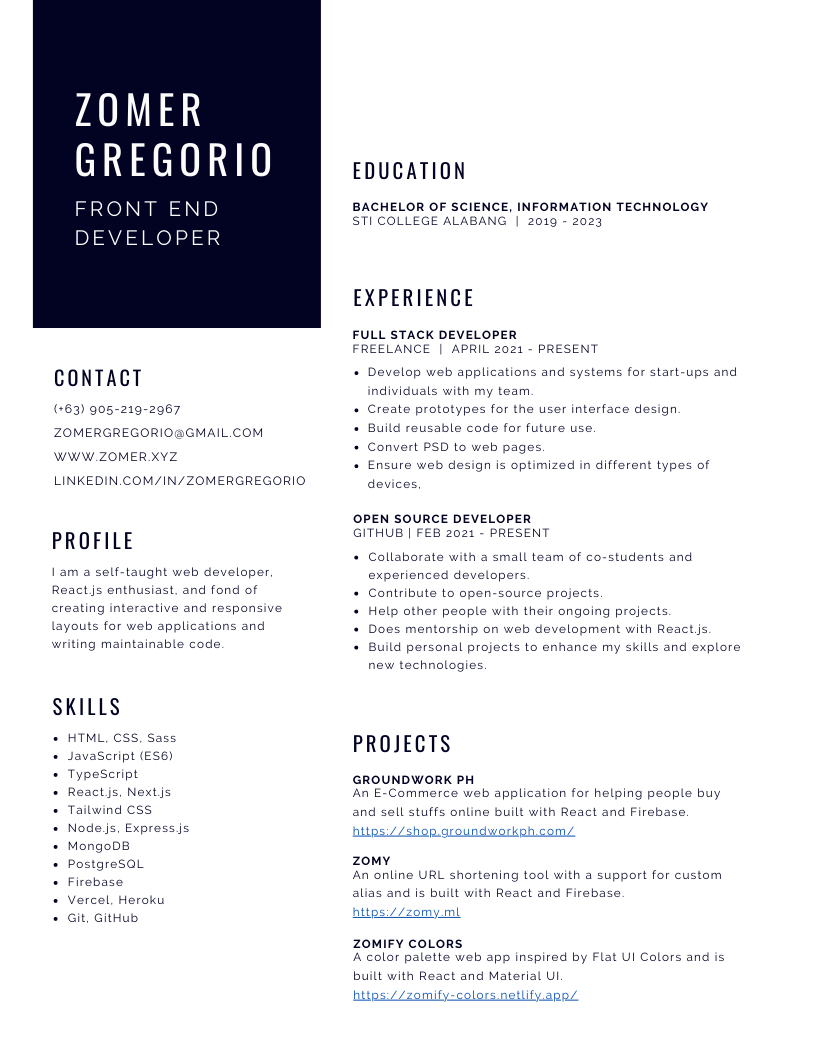 ZOMER
GREGORIO
FRONT END
DEVELOPER
CONTACT
(+63) 905-219-2967
ZOMERGREGORIO@GMAIL.COM
WWW.ZOMER.XYZ
LINKEDIN.COM/IN/ZOMERGREGORIO
PROFILE
I am a self-taught web developer,
React.js enthusiast, and fond of
creating interactive and responsive
layouts for web applications and
writing maintainable code.
SKILLS
• HTML, CSS, Sass
• JavaScript (ES6)
• TypeScript
• React.js, Next.js
• Tailwind CSS
• Node.js, Express.js
• MongoDB
• PostgreSQL
• Firebase
• Vercel, Heroku
• Git, GitHub
EDUCATION
BACHELOR OF SCIENCE, INFORMATION TECHNOLOGY
STI COLLEGE ALABANG | 2019 - 2023
EXPERIENCE
FULL STACK DEVELOPER
FREELANCE | APRIL 2021 - PRESENT
• Develop web applications and systems for start-ups and
individuals with my team.
• Create prototypes for the user interface design.
• Build reusable code for future use.
• Convert PSD to web pages.
• Ensure web design is optimized in different types of
devices,
OPEN SOURCE DEVELOPER
GITHUB | FEB 2021 - PRESENT
• Collaborate with a small team of co-students and
experienced developers.
• Contribute to open-source projects.
• Help other people with their ongoing projects.
• Does mentorship on web development with React.js.
• Build personal projects to enhance my skills and explore
new technologies.
PROJECTS
GROUNDWORK PH
An E-Commerce web application for helping people buy
and sell stuffs online built with React and Firebase.
https://shop.groundworkph.com/
ZOMY
An online URL shortening tool with a support for custom
alias and is built with React and Firebase.
https://zomy.ml
ZOMIFY COLORS
A color palette web app inspired by Flat UI Colors and is
built with React and Material UI.
https://zomify-colors.netlify.app/